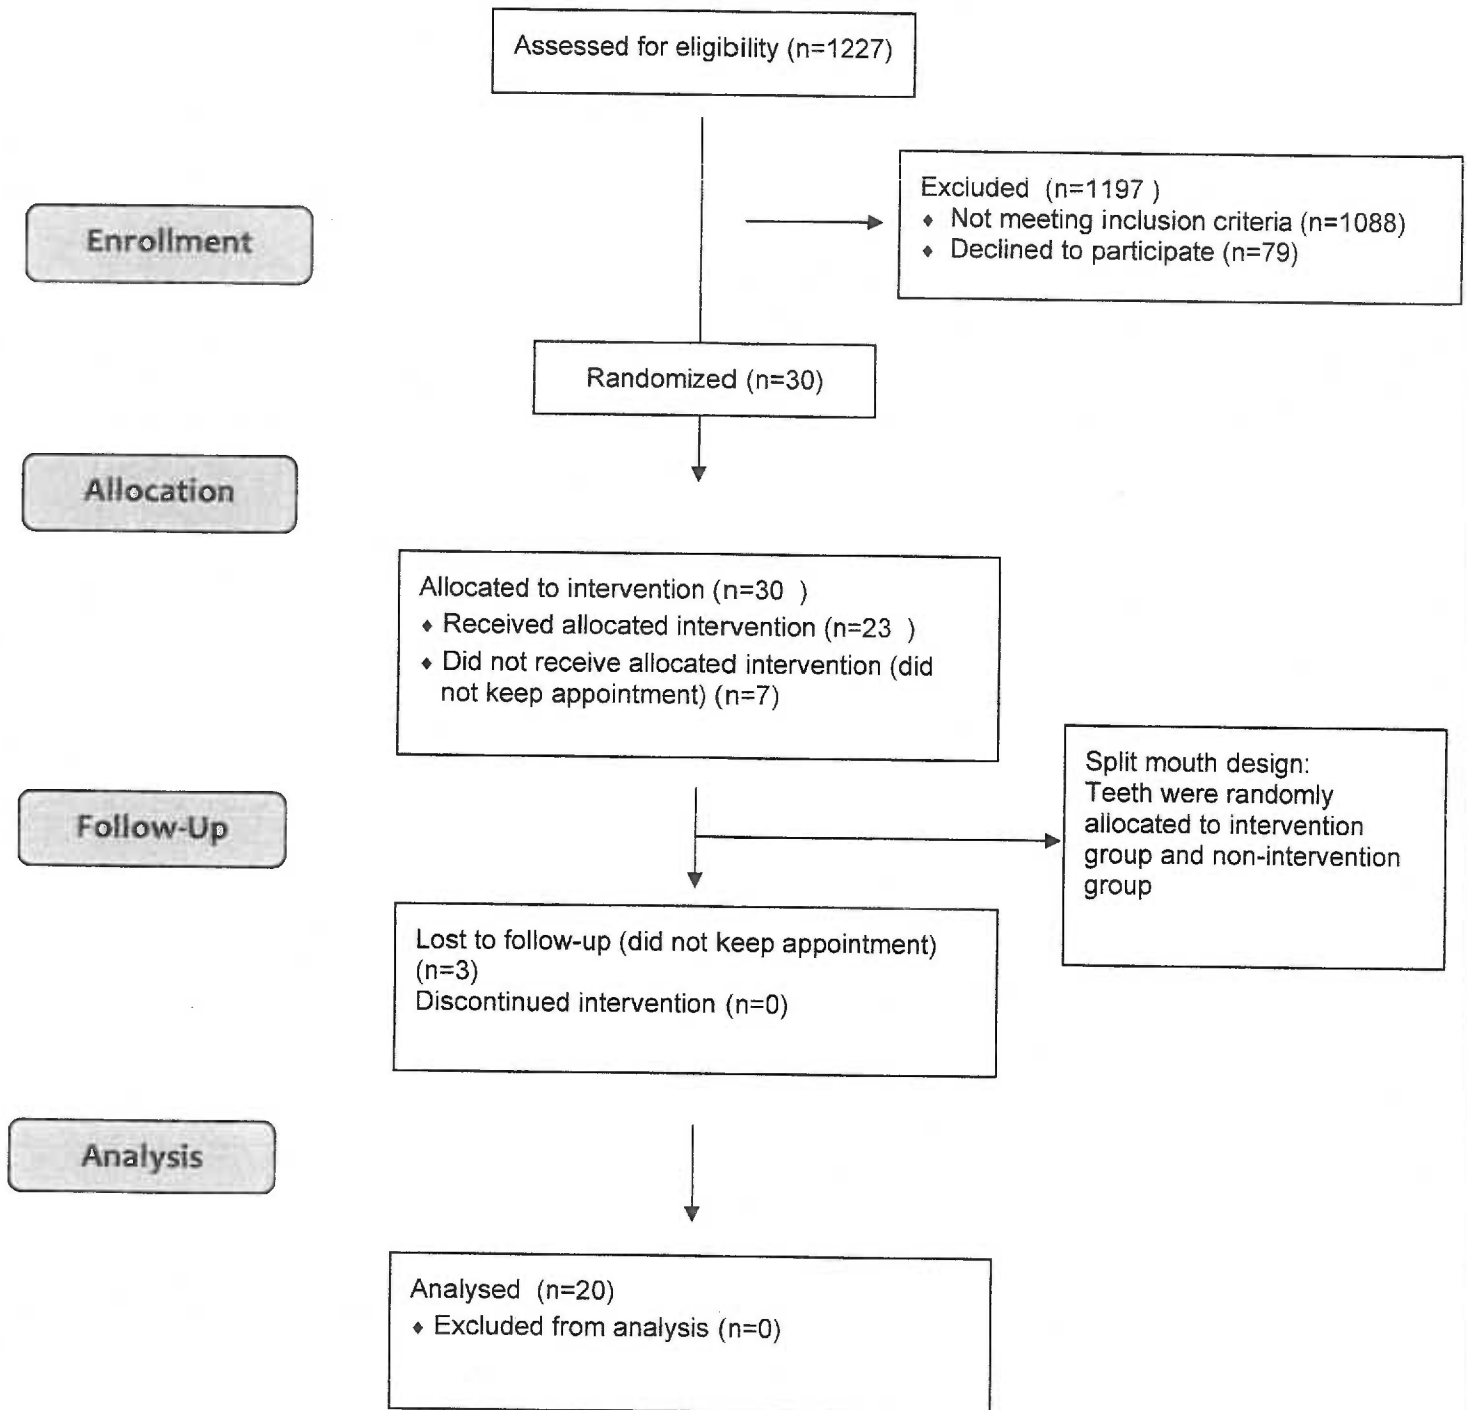 Assessed for eligibility (n=1227)
Excluded (n=1197 )
♦ Not meeting inclusion criteria (n=1088)
♦ Declined to participate (n=79)
Enrollment
Randomized (n=30)
Allocation
Allocated to intervention (n=30 )
♦ Received allocated intervention (n=23 )
♦ Did not receive allocated intervention (did
not keep appointment) (n=7)
Split mouth design:
Teeth were randomly
allocated to intervention
group and non-intervention
group
Follow-Up
Lost to follow-up (did not keep appointment)
(n=3)
Discontinued intervention (n=0)
Analysis
Analysed (n=20)
♦ Excluded from analysis (n=0)